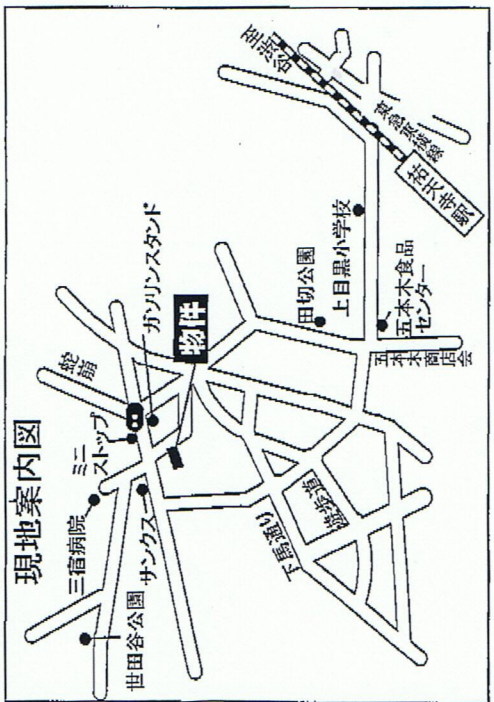 現地案内図
至渋谷
東急東横線
祐天寺駅
上目黒小学校
五本木食品
センター
五本木商店会
田切公園
ガソリンスタンド
物件
蛇崩
ミニ
ストップ
三宿病院
サンクス
世田谷公園
下馬通り
遊歩道